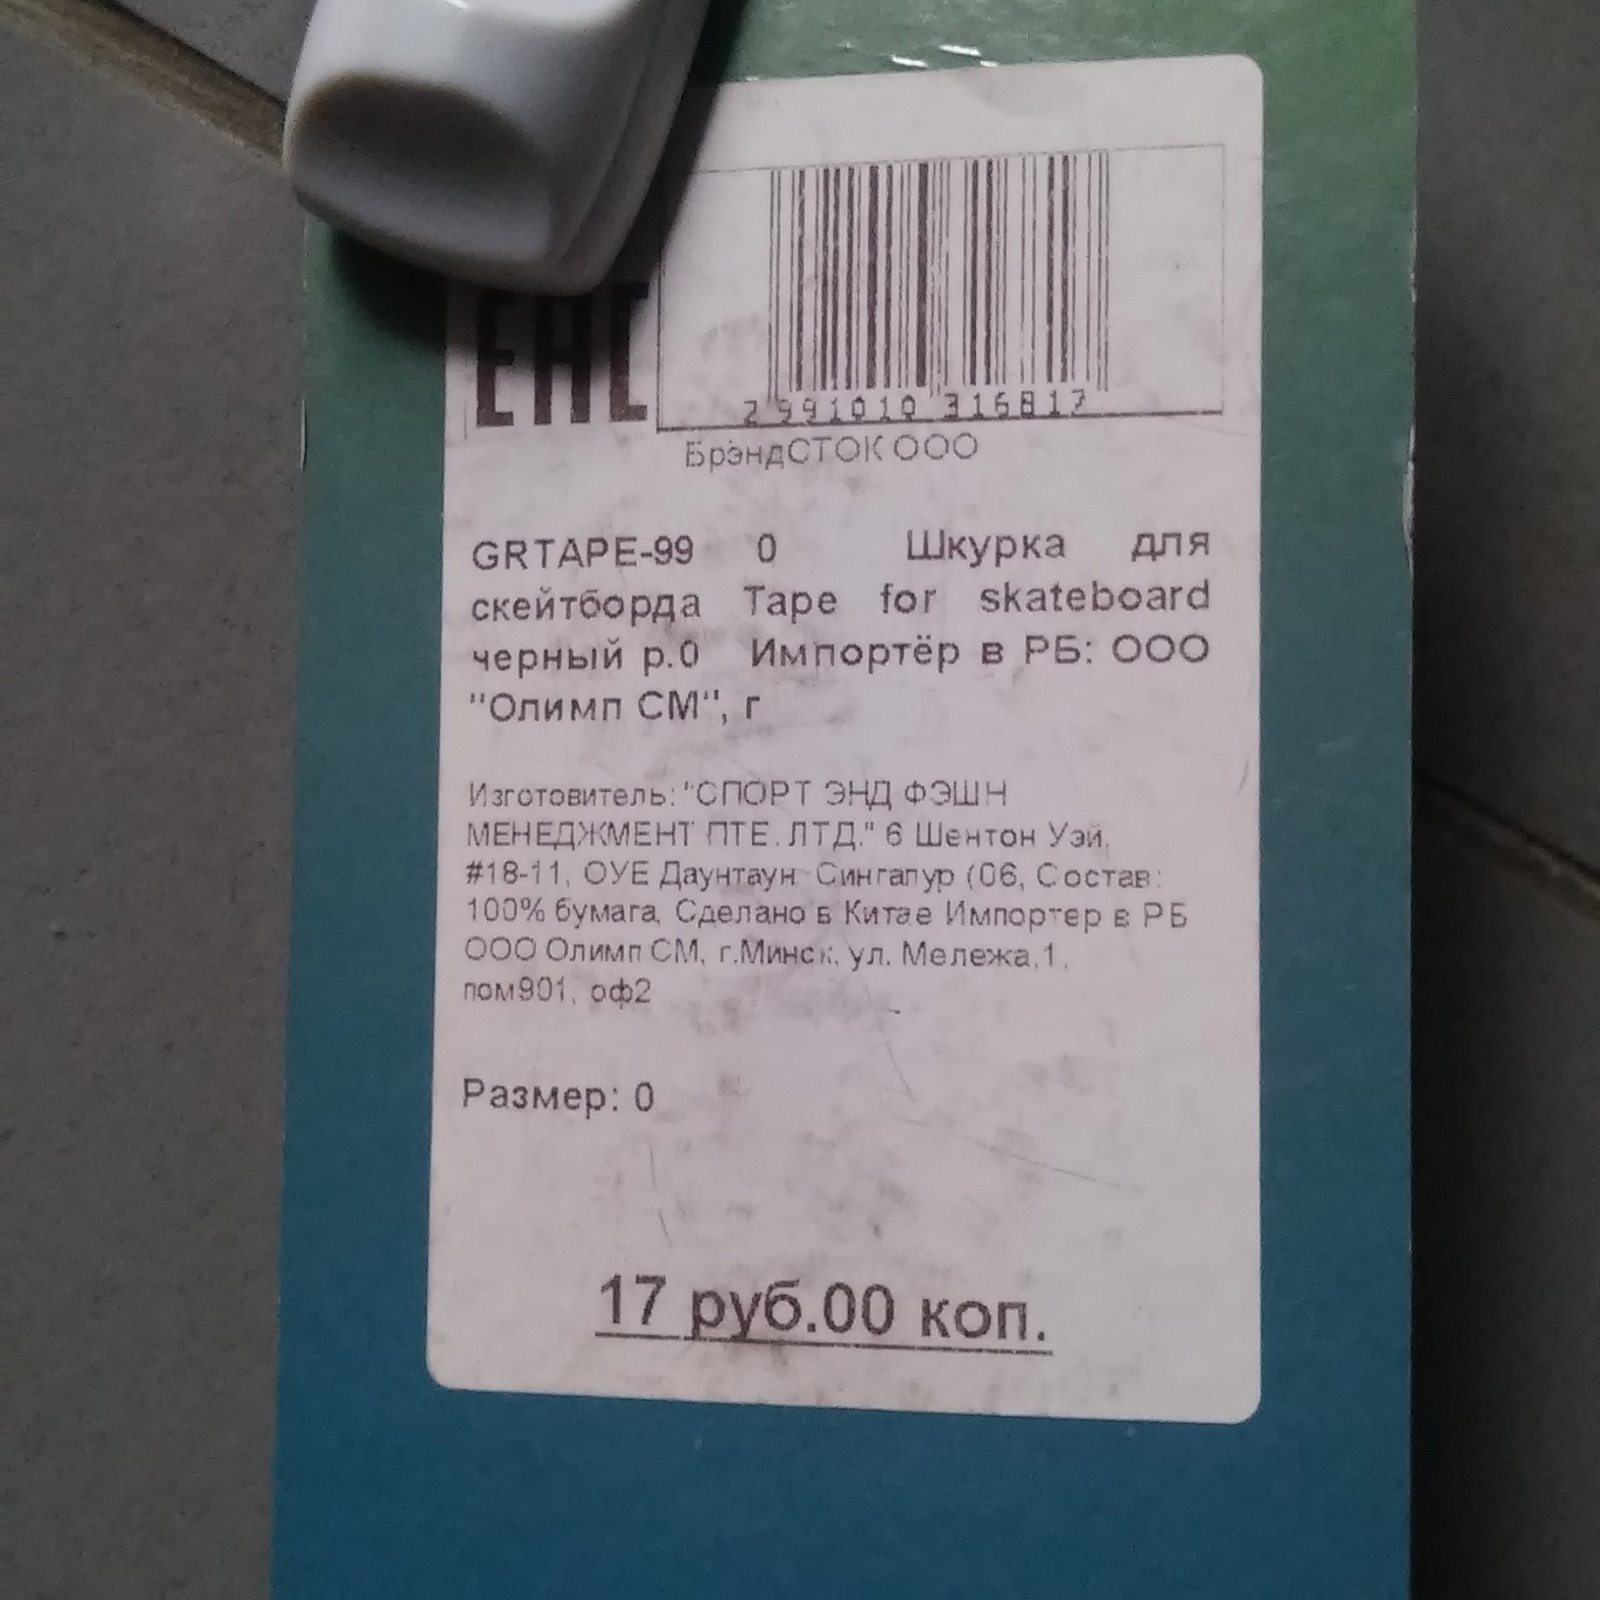 EAC
2 991010 316817
БрэндСТОК ООО
GRTAPE-99 0 Шкурка для
скейтборда Tape for skateboard
черный р.0 Импортёр в РБ: ООО
"Олимп СМ", г
Изготовитель: "СПОРТ ЭНД ФЭШН
МЕНЕДЖМЕНТ ПТЕ.ЛТД." 6 Шентон Уэй,
#18-11, ОУЕ Даунтаун Сингапур (06, Состав:
100% бумага, Сделано в Китае Импортер в РБ
ООО Олимп СМ, г.Минск, ул. Мележа,1,
пом901, оф2
Размер: 0
17 руб.00 коп.